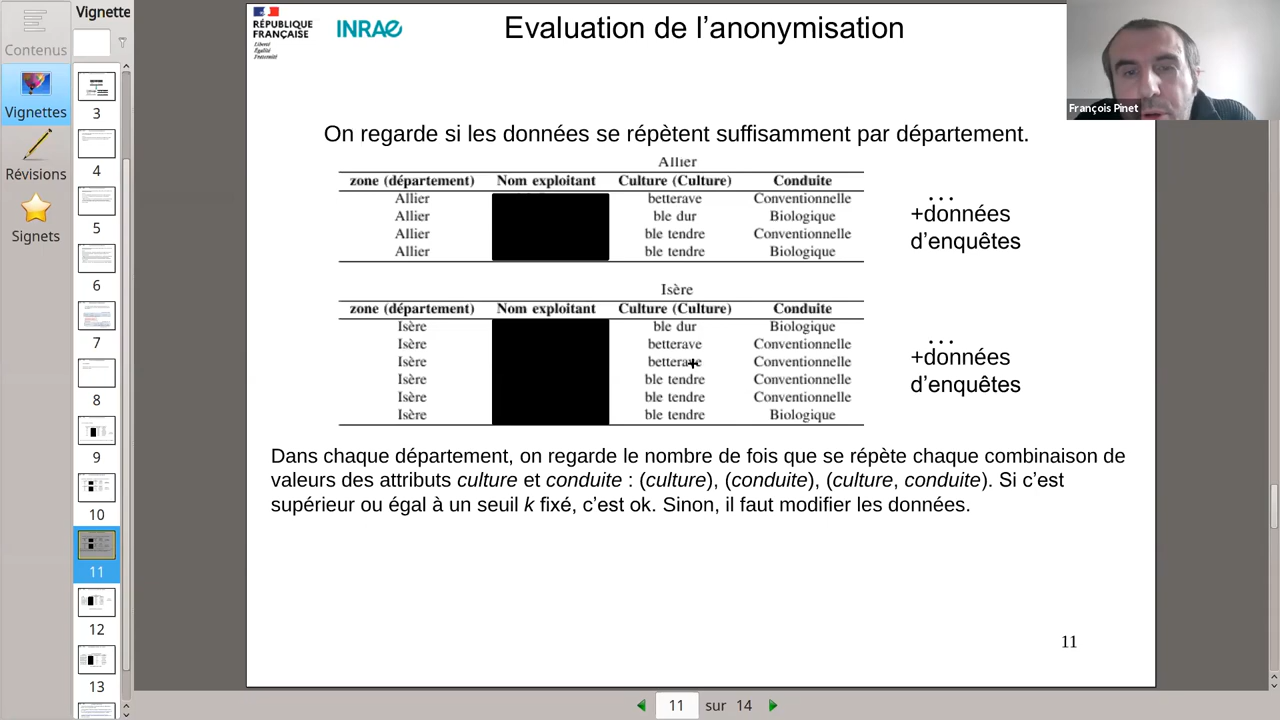 Contenus
Vignettes
Révisions
Signets
Vignette
3
4
5
6
7
8
9
10
11
12
13
RÉPUBLIQUE
FRANÇAISE
Liberté
Égalité
Fraternité
INRAE
Evaluation de l’anonymisation
François Pinet
On regarde si les données se répètent suffisamment par département.
Allier
zone (département) Nom exploitant Culture (Culture) Conduite
Allier betterave Conventionnelle
Allier ble dur Biologique
Allier ble tendre Conventionnelle
Allier ble tendre Biologique
…
+données
d’enquêtes
Isère
zone (département) Nom exploitant Culture (Culture) Conduite
Isère ble dur Biologique
Isère betterave Conventionnelle
Isère betterave Conventionnelle
Isère ble tendre Conventionnelle
Isère ble tendre Conventionnelle
Isère ble tendre Biologique
…
+données
d’enquêtes
Dans chaque département, on regarde le nombre de fois que se répète chaque combinaison de
valeurs des attributs culture et conduite : (culture), (conduite), (culture, conduite). Si c’est
supérieur ou égal à un seuil k fixé, c’est ok. Sinon, il faut modifier les données.
11
11 sur 14